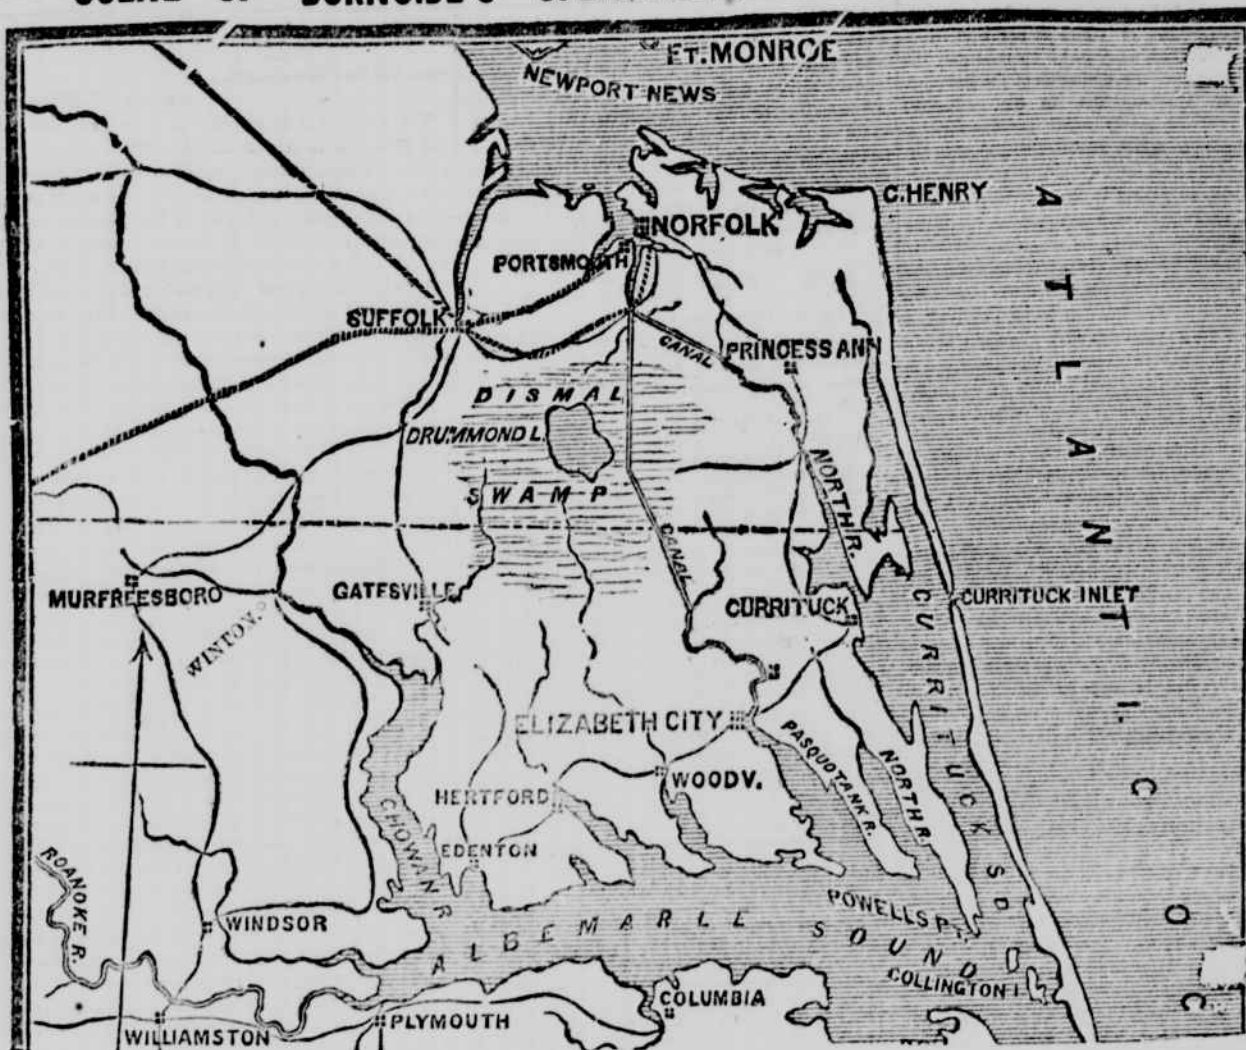 FT. MONROE
NEWPORT NEWS
C. HENRY
NORFOLK
PORTSMOUTH
SUFFOLK
CANAL
PRINCESS ANN
DISMAL
DRUMMOND L.
SWAMP
NORTH R.
CANAL
MURFREESBORO
WINTON.
GATESVILLE
CURRITUCK
CURRITUCK INLET
CURRITUCK SD
ATLANTIC OC
ELIZABETH CITY
PASQUOTANK R.
NORTH R.
WOODV.
HERTFORD
CHOWAN R
EDENTON
ROANOKE R.
WINDSOR
POWELLS PT.
ALBEMARLE SOUND
COLLINGTON I
COLUMBIA
PLYMOUTH
WILLIAMSTON